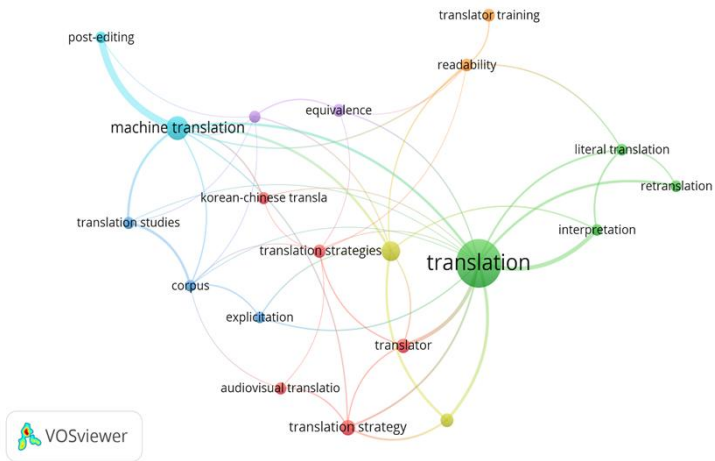 translator training
post-editing
readability
equivalence
machine translation
literal translation
retranslation
korean-chinese transla
translation studies
interpretation
translation strategies
translation
corpus
explicitation
translator
audiovisual translatio
translation strategy
VOSviewer